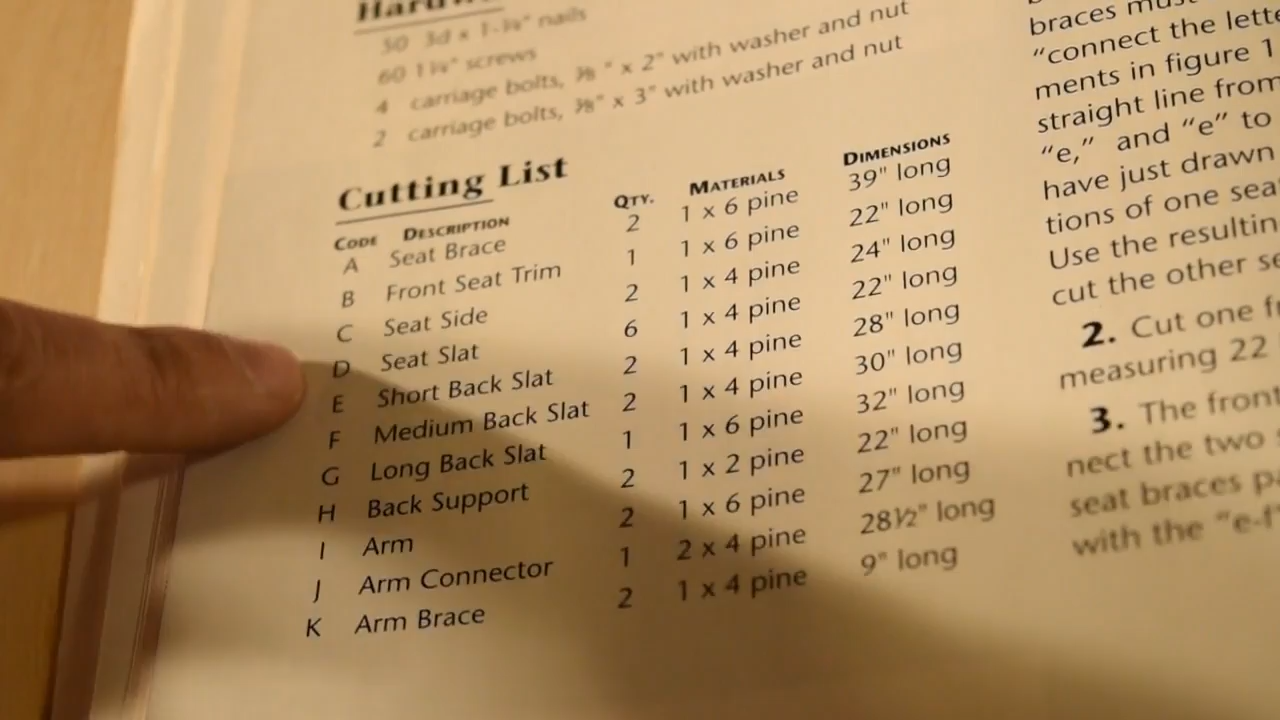 50 3d x 1-¼" nails
60 1¼" screws
4 carriage bolts, ⅜" x 2" with washer and nut
2 carriage bolts, ⅜" x 3" with washer and nut
Cutting List
CODE DESCRIPTION QTY. MATERIALS DIMENSIONS
A Seat Brace 2 1 x 6 pine 39" long
B Front Seat Trim 1 1 x 6 pine 22" long
C Seat Side 2 1 x 4 pine 24" long
D Seat Slat 6 1 x 4 pine 22" long
E Short Back Slat 2 1 x 4 pine 28" long
F Medium Back Slat 2 1 x 4 pine 30" long
G Long Back Slat 1 1 x 6 pine 32" long
H Back Support 2 1 x 2 pine 22" long
I Arm 2 1 x 6 pine 27" long
J Arm Connector 1 2 x 4 pine 28½" long
K Arm Brace 2 1 x 4 pine 9" long
braces
"connect the lette
ments in figure 1
straight line from
"e," and "e" to
have just drawn
tions of one sea
Use the resultin
cut the other se
2. Cut one f
measuring 22
3. The front
nect the two
seat braces pa
with the "e-f"